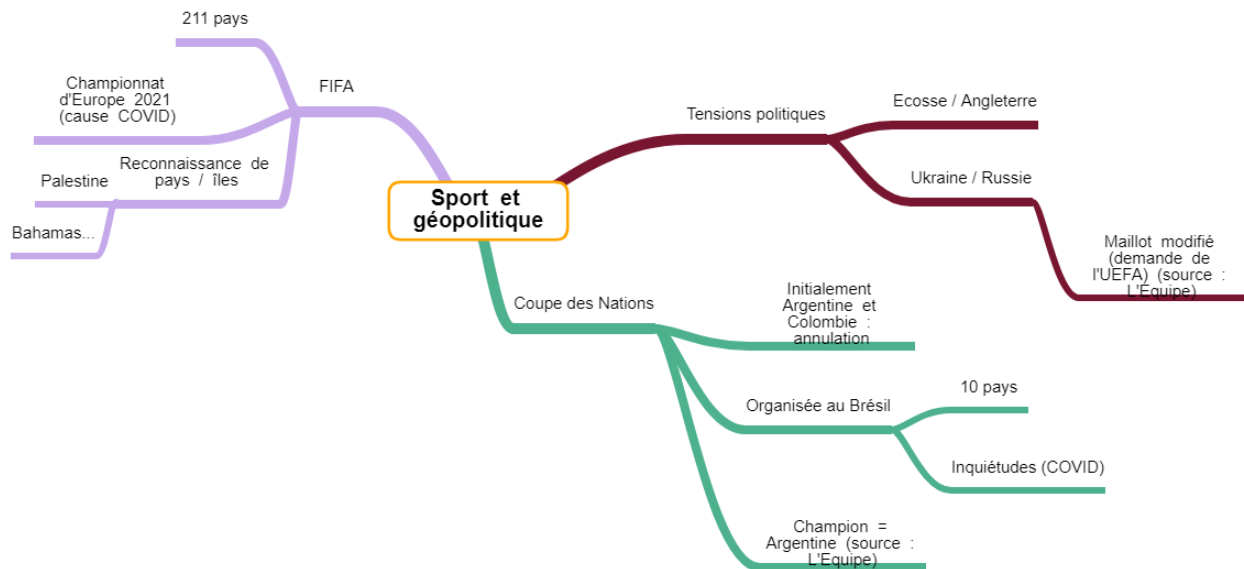 Sport et
géopolitique
FIFA
211 pays
Championnat
d'Europe 2021
(cause COVID)
Reconnaissance de
pays / îles
Palestine
Bahamas...
Tensions politiques
Ecosse / Angleterre
Ukraine / Russie
Maillot modifié
(demande de
l'UEFA) (source :
L'Equipe)
Coupe des Nations
Initialement
Argentine et
Colombie :
annulation
Organisée au Brésil
10 pays
Inquiétudes (COVID)
Champion =
Argentine (source :
L'Equipe)